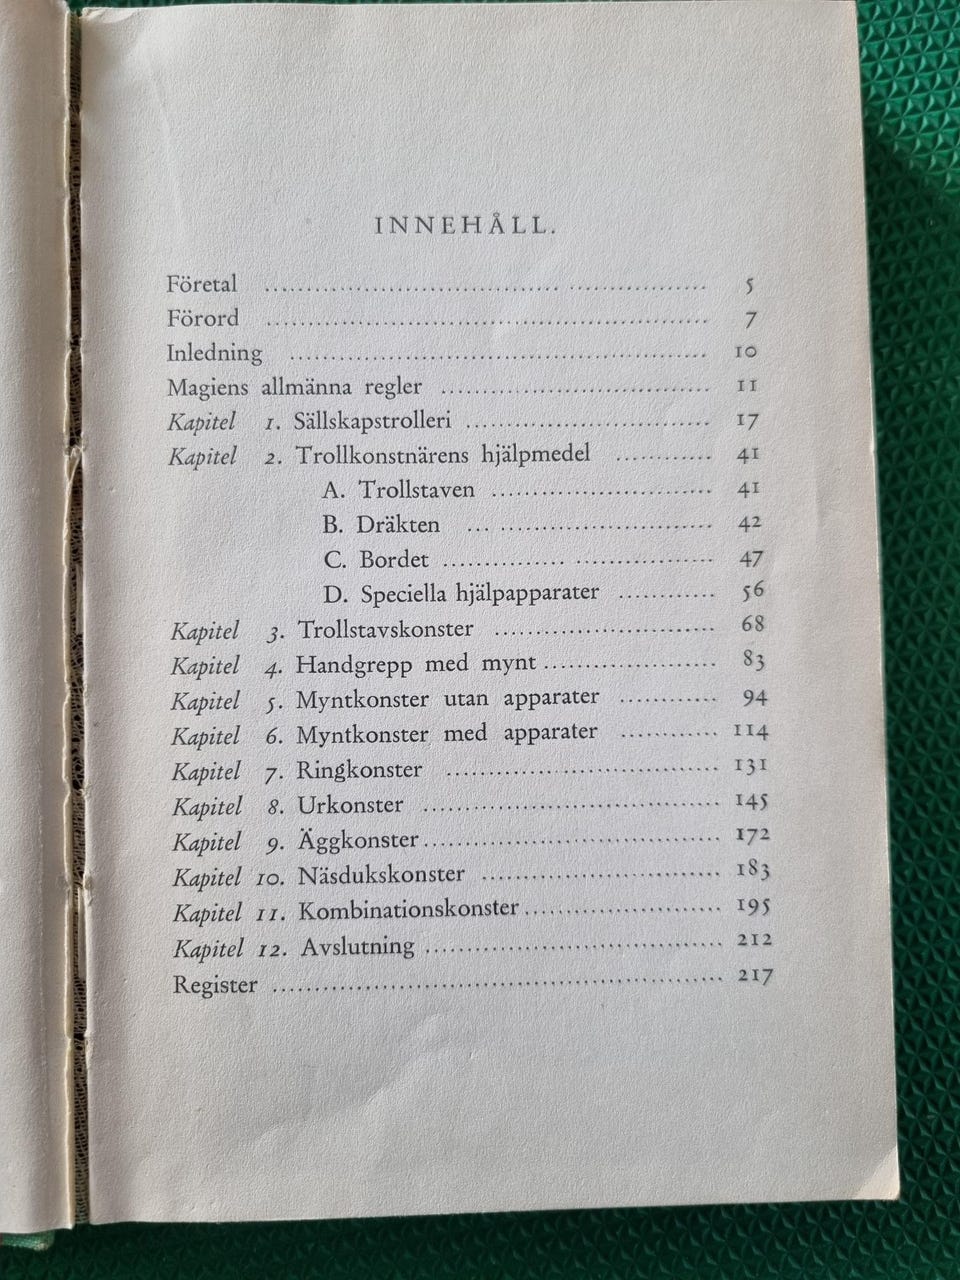 INNEHÅLL.
Företal ........................................................ 5
Förord ........................................................ 7
Inledning .................................................... 10
Magiens allmänna regler ................................. 11
Kapitel 1. Sällskapstrolleri .............................. 17
Kapitel 2. Trollkonstnärens hjälpmedel ............ 41
A. Trollstaven ........................... 41
B. Dräkten ... .......................... 42
C. Bordet ................................. 47
D. Speciella hjälpapparater ............ 56
Kapitel 3. Trollstavskonster ........................... 68
Kapitel 4. Handgrepp med mynt ..................... 83
Kapitel 5. Myntkonster utan apparater ............ 94
Kapitel 6. Myntkonster med apparater ............ 114
Kapitel 7. Ringkonster ................................. 131
Kapitel 8. Urkonster .................................... 145
Kapitel 9. Äggkonster .................................... 172
Kapitel 10. Näsdukskonster .............................. 183
Kapitel 11. Kombinationskonster ........................ 195
Kapitel 12. Avslutning .................................... 212
Register ...................................................... 217